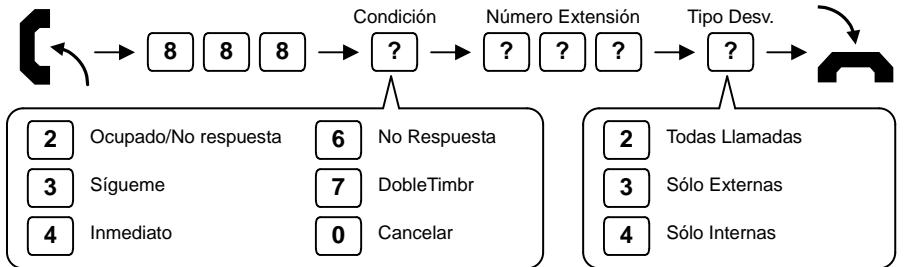 Condición Número Extensión Tipo Desv.
8 8 8 ? ? ? ? ?
2 Ocupado/No respuesta 6 No Respuesta 2 Todas Llamadas
3 Sígueme 7 DobleTimbr 3 Sólo Externas
4 Inmediato 0 Cancelar 4 Sólo Internas